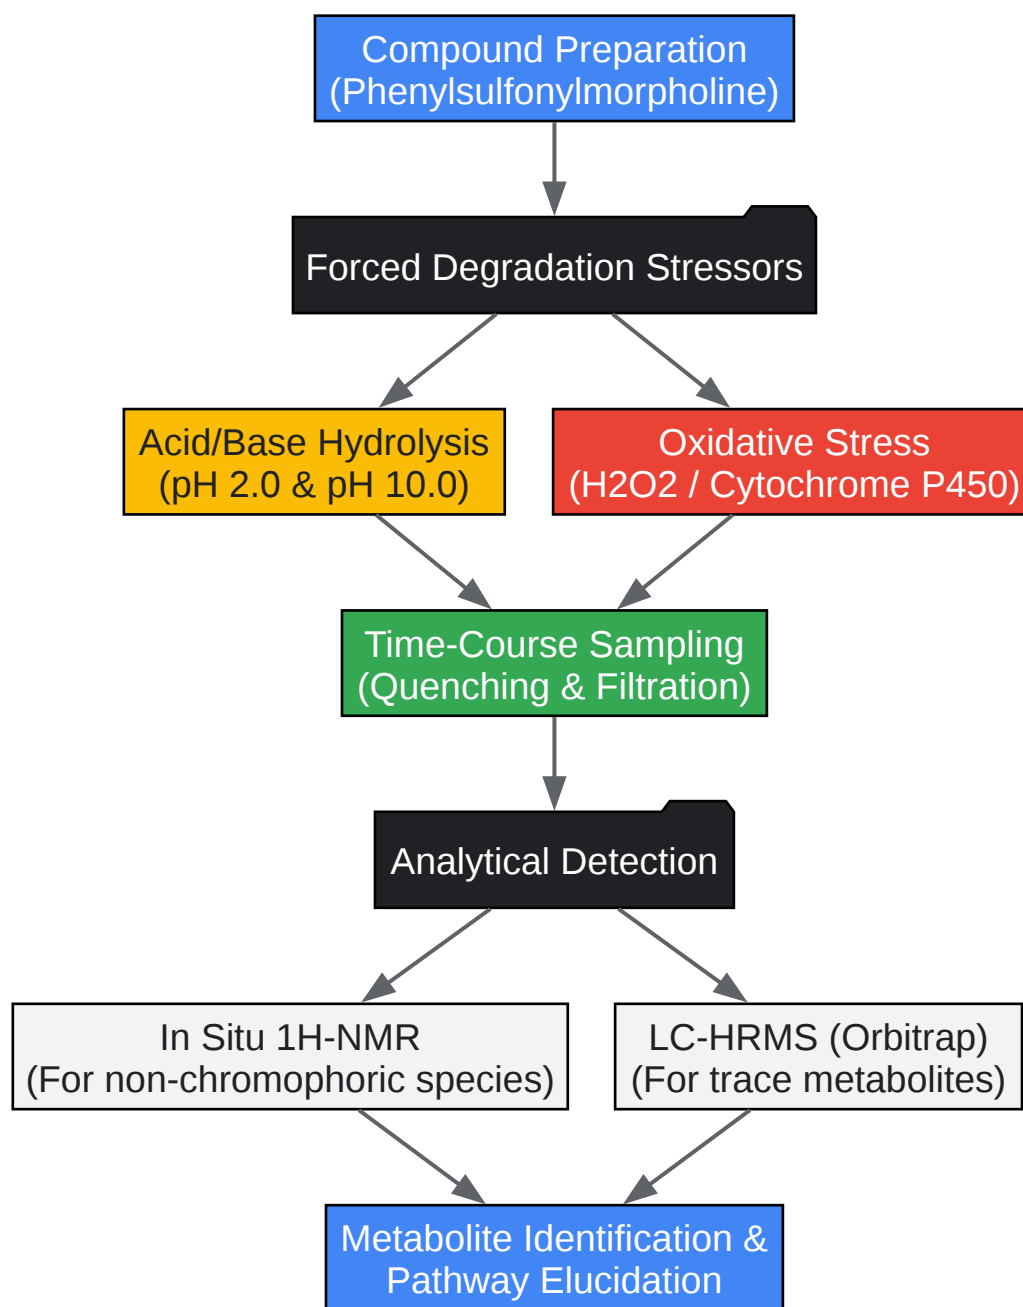 Compound Preparation
(Phenylsulfonylmorpholine)
Forced Degradation Stressors
Acid/Base Hydrolysis
(pH 2.0 & pH 10.0)
Oxidative Stress
(H2O2 / Cytochrome P450)
Time-Course Sampling
(Quenching & Filtration)
Analytical Detection
In Situ 1H-NMR
(For non-chromophoric species)
LC-HRMS (Orbitrap)
(For trace metabolites)
Metabolite Identification &
Pathway Elucidation